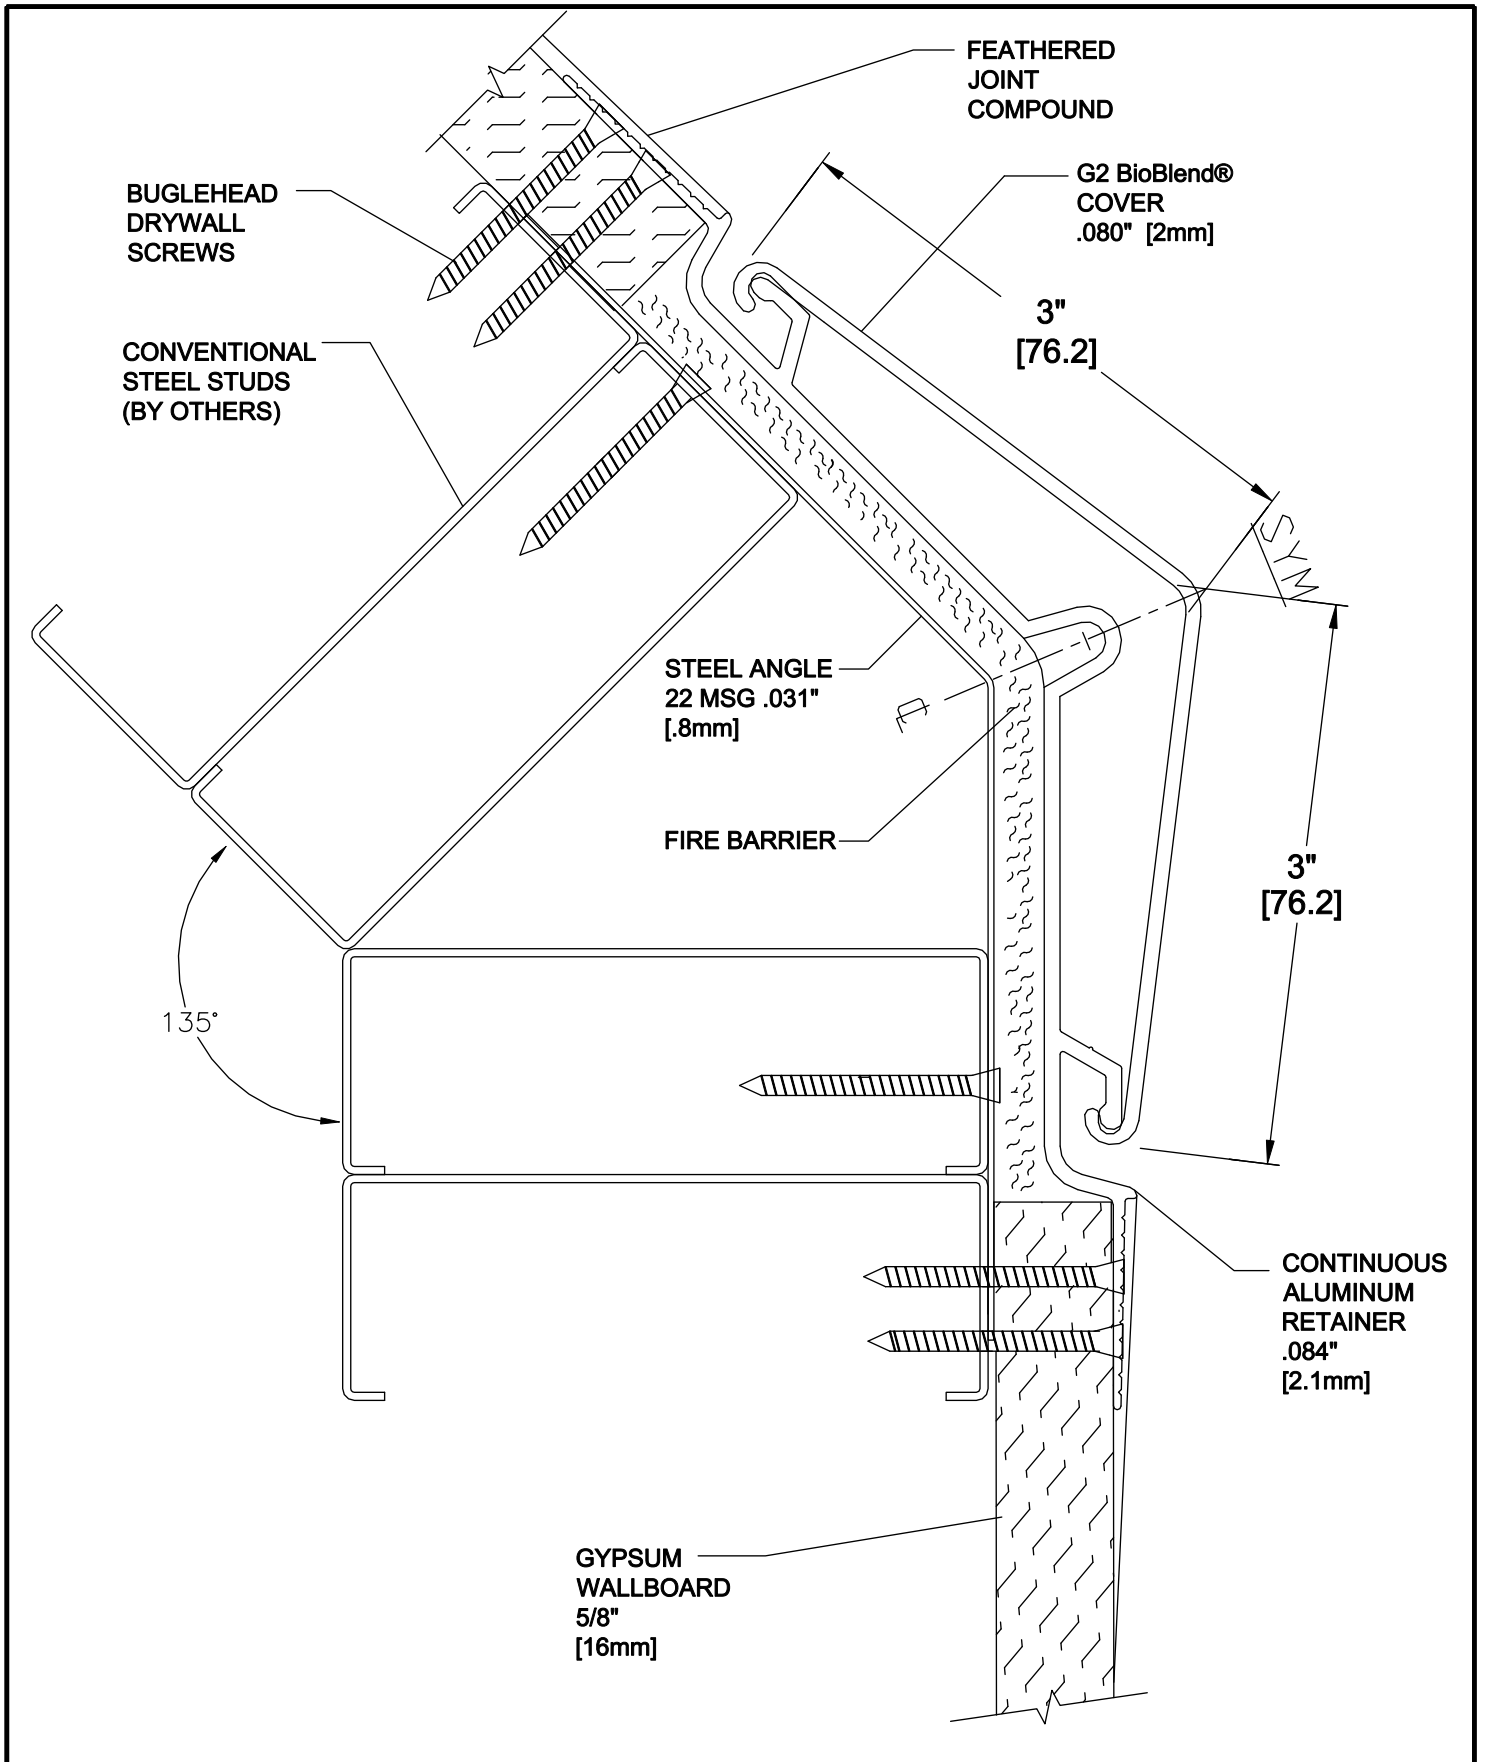 FEATHERED
JOINT
COMPOUND
G2 BioBlend®
COVER
.080" [2mm]
BUGLEHEAD
DRYWALL
SCREWS
3"
[76.2]
CONVENTIONAL
STEEL STUDS
(BY OTHERS)
SYM
STEEL ANGLE
22 MSG .031"
[.8mm]
FIRE BARRIER
3"
[76.2]
135°
CONTINUOUS
ALUMINUM
RETAINER
.084"
[2.1mm]
GYPSUM
WALLBOARD
5/8"
[16mm]